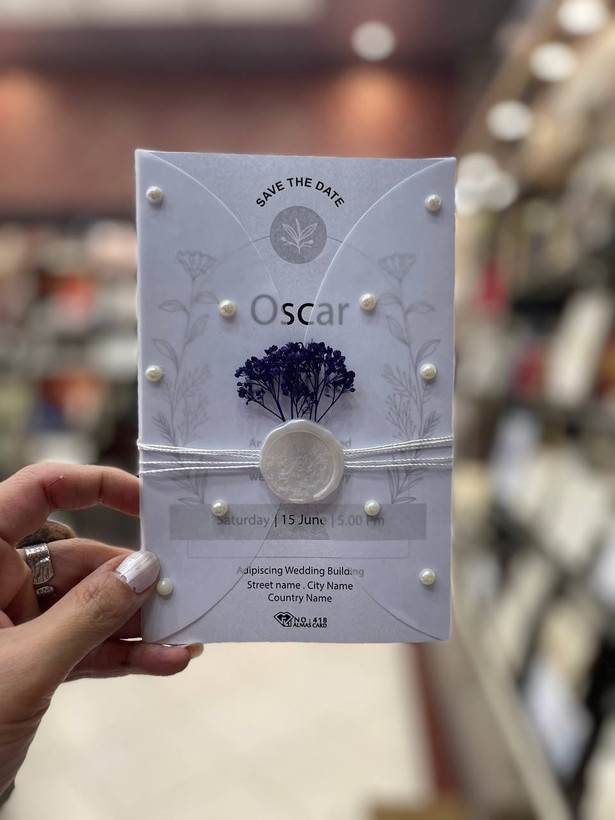 SAVE THE DATE
Oscar
Saturday | 15 June | 5.00 Pm
Adipiscing Wedding Building
Street name . City Name
Country Name
NO : 418
ALMAS CARD